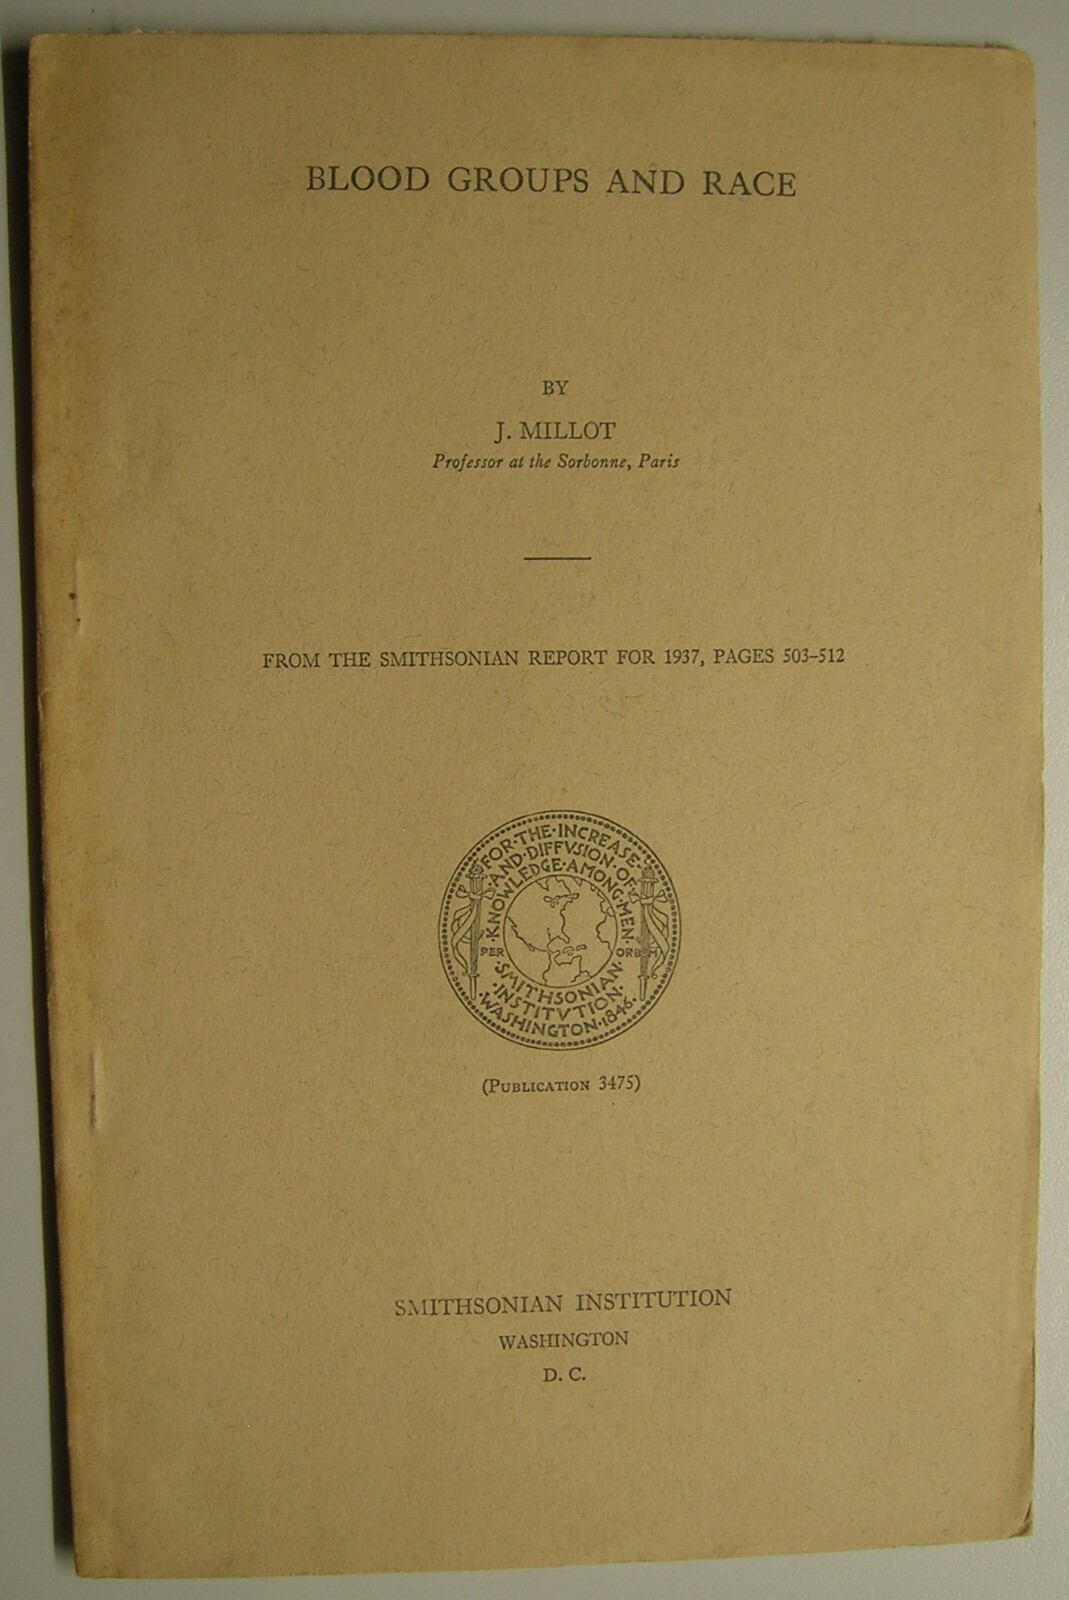 BLOOD GROUPS AND RACE
BY
J. MILLOT
Professor at the Sorbonne, Paris
FROM THE SMITHSONIAN REPORT FOR 1937, PAGES 503–512
FOR·THE·INCREASE·
·AND·DIFFVSION·OF·
·KNOWLEDGE·AMONG·MEN·
PER ORBEM
·SMITHSONIAN·
·INSTITVTION·
·WASHINGTON·1846·
(PUBLICATION 3475)
SMITHSONIAN INSTITUTION
WASHINGTON
D. C.